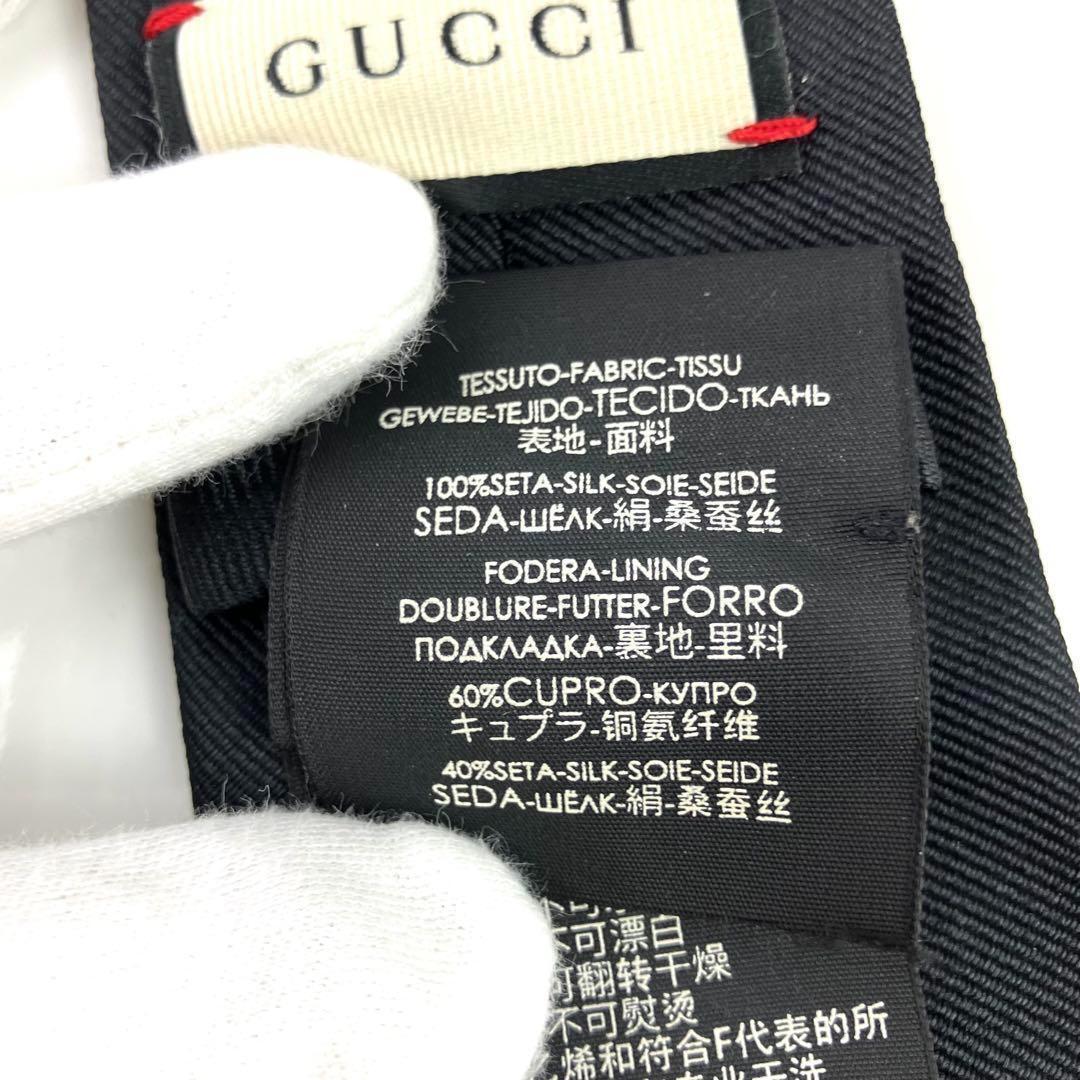 GUCCI
TESSUTO-FABRIC-TISSU
GEWEBE-TEJIDO-TECIDO-ТКАНЬ
表地-面料
100%SETA-SILK-SOIE-SEIDE
SEDA-ШЁЛК-絹-桑蚕丝
FODERA-LINING
DOUBLURE-FUTTER-FORRO
ПОДКЛАДКА-裏地-里料
60%CUPRO-КУПРО
キュプラ-铜氨纤维
40%SETA-SILK-SOIE-SEIDE
SEDA-ШЁЛК-絹-桑蚕丝
不可漂白
可翻转干燥
不可熨烫
烯和符合F代表的所
业干洗